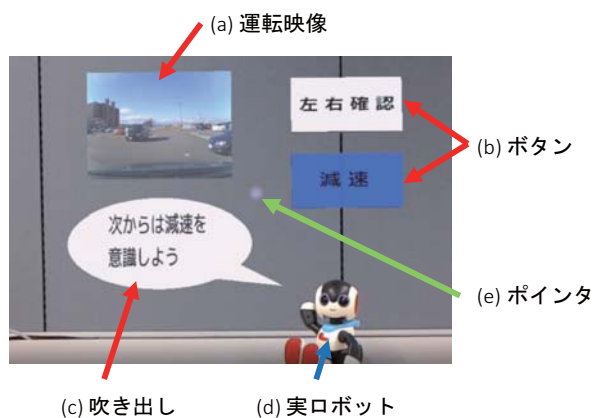 (a) 運転映像
左右確認
(b) ボタン
減速
次からは減速を
意識しよう
(e) ポインタ
(c) 吹き出し
(d) 実ロボット